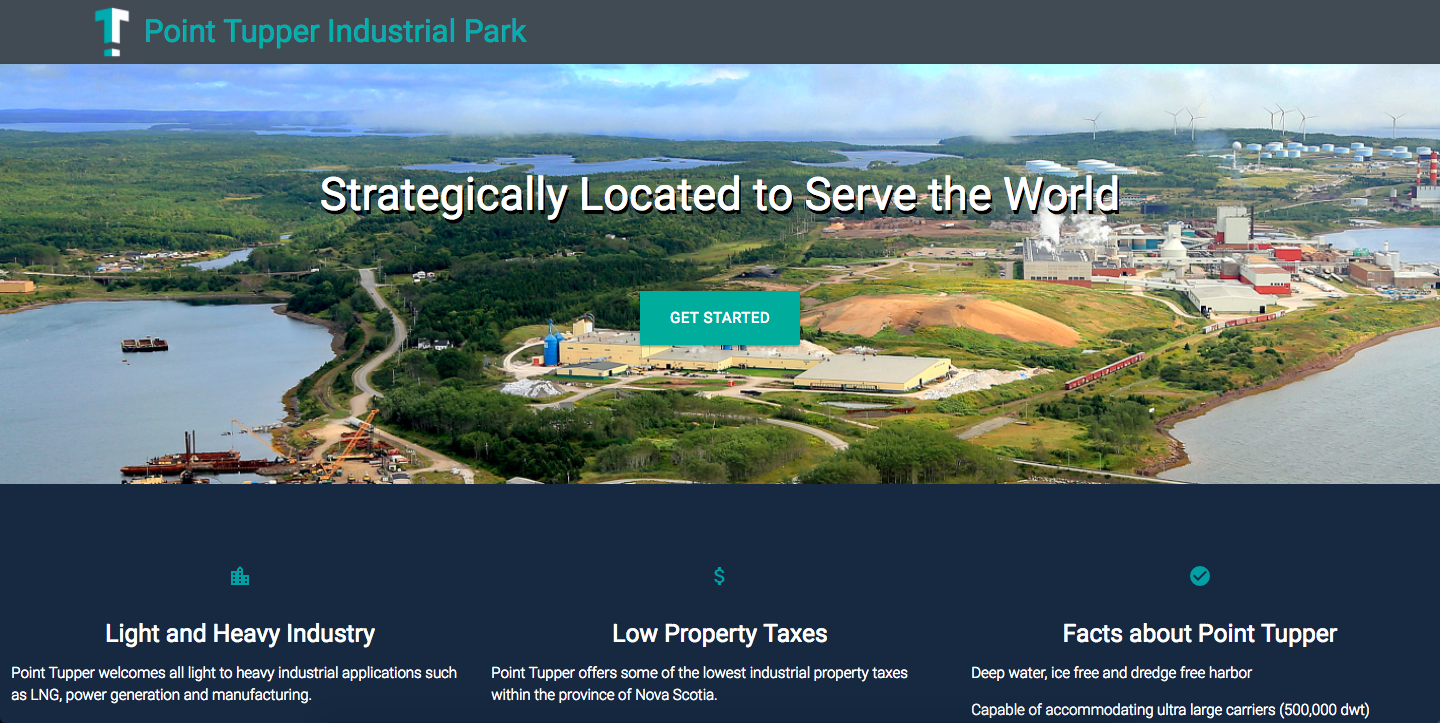 Point Tupper Industrial Park
Strategically Located to Serve the World
GET STARTED
Light and Heavy Industry
Point Tupper welcomes all light to heavy industrial applications such
as LNG, power generation and manufacturing.
Low Property Taxes
Point Tupper offers some of the lowest industrial property taxes
within the province of Nova Scotia.
Facts about Point Tupper
Deep water, ice free and dredge free harbor
Capable of accommodating ultra large carriers (500,000 dwt)